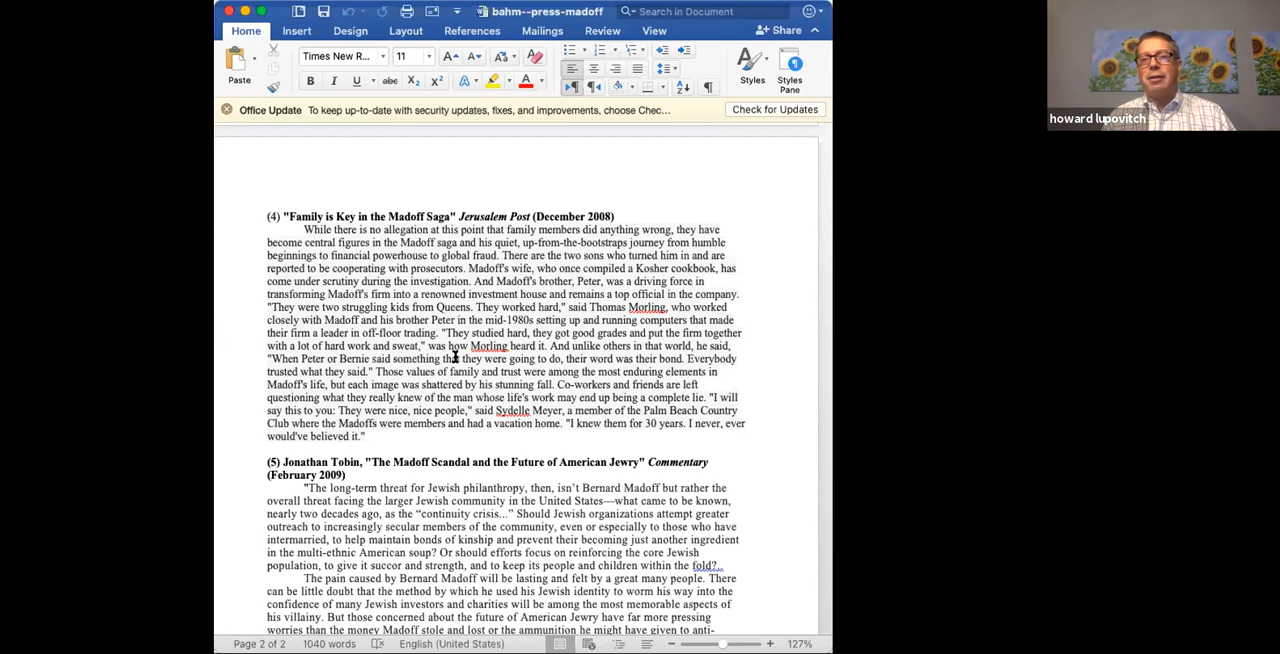 bahm--press-madoff
Search in Document
Home Insert Design Layout References Mailings Review View Share
Paste
Times New R... 11
Styles
Styles Pane
Office Update To keep up-to-date with security updates, fixes, and improvements, choose Chec... Check for Updates
howard lupovitch
(4) "Family is Key in the Madoff Saga" Jerusalem Post (December 2008)
While there is no allegation at this point that family members did anything wrong, they have
become central figures in the Madoff saga and his quiet, up-from-the-bootstraps journey from humble
beginnings to financial powerhouse to global fraud. There are the two sons who turned him in and are
reported to be cooperating with prosecutors. Madoff's wife, who once compiled a Kosher cookbook, has
come under scrutiny during the investigation. And Madoff's brother, Peter, was a driving force in
transforming Madoff's firm into a renowned investment house and remains a top official in the company.
"They were two struggling kids from Queens. They worked hard," said Thomas Morling, who worked
closely with Madoff and his brother Peter in the mid-1980s setting up and running computers that made
their firm a leader in off-floor trading. "They studied hard, they got good grades and put the firm together
with a lot of hard work and sweat," was how Morling heard it. And unlike others in that world, he said,
"When Peter or Bernie said something that they were going to do, their word was their bond. Everybody
trusted what they said." Those values of family and trust were among the most enduring elements in
Madoff's life, but each image was shattered by his stunning fall. Co-workers and friends are left
questioning what they really knew of the man whose life's work may end up being a complete lie. "I will
say this to you: They were nice, nice people," said Sydelle Meyer, a member of the Palm Beach Country
Club where the Madoffs were members and had a vacation home. "I knew them for 30 years. I never, ever
would've believed it."
(5) Jonathan Tobin, "The Madoff Scandal and the Future of American Jewry" Commentary
(February 2009)
"The long-term threat for Jewish philanthropy, then, isn't Bernard Madoff but rather the
overall threat facing the larger Jewish community in the United States—what came to be known,
nearly two decades ago, as the "continuity crisis..." Should Jewish organizations attempt greater
outreach to increasingly secular members of the community, even or especially to those who have
intermarried, to help maintain bonds of kinship and prevent their becoming just another ingredient
in the multi-ethnic American soup? Or should efforts focus on reinforcing the core Jewish
population, to give it succor and strength, and to keep its people and children within the fold?..
The pain caused by Bernard Madoff will be lasting and felt by a great many people. There
can be little doubt that the method by which he used his Jewish identity to worm his way into the
confidence of many Jewish investors and charities will be among the most memorable aspects of
his villainy. But those concerned about the future of American Jewry have far more pressing
worries than the money Madoff stole and lost or the ammunition he might have given to anti-
Page 2 of 2 1040 words English (United States) 127%